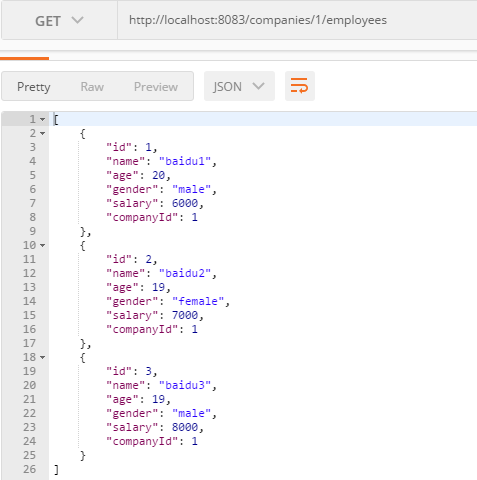 GET http://localhost:8083/companies/1/employees
Pretty Raw Preview JSON
1 [
2 {
3 "id": 1,
4 "name": "baidu1",
5 "age": 20,
6 "gender": "male",
7 "salary": 6000,
8 "companyId": 1
9 },
10 {
11 "id": 2,
12 "name": "baidu2",
13 "age": 19,
14 "gender": "female",
15 "salary": 7000,
16 "companyId": 1
17 },
18 {
19 "id": 3,
20 "name": "baidu3",
21 "age": 19,
22 "gender": "male",
23 "salary": 8000,
24 "companyId": 1
25 }
26 ]